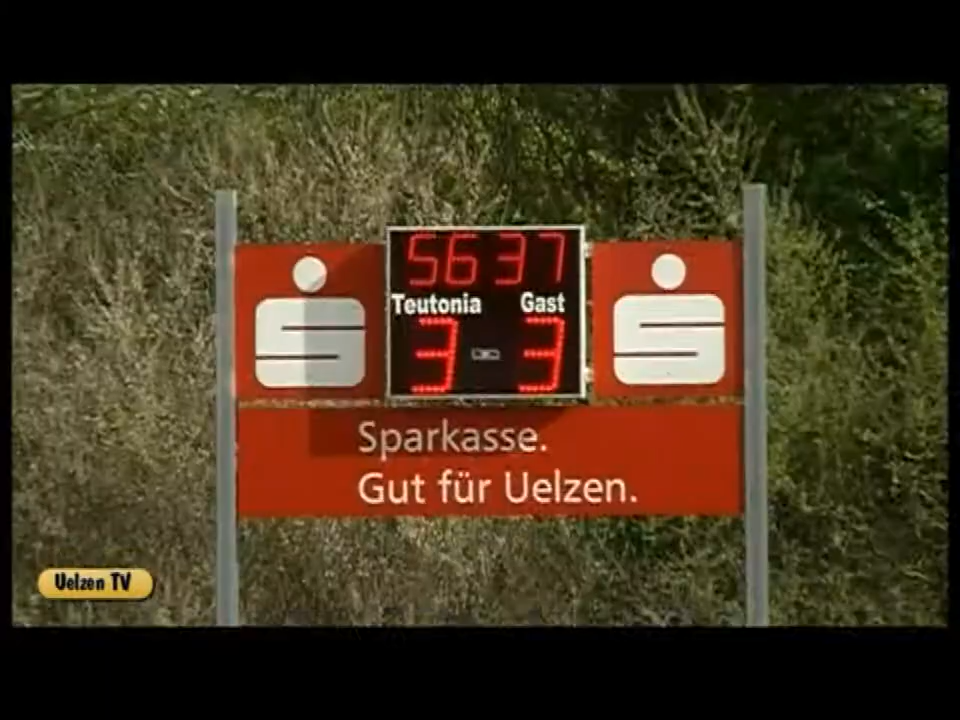 56 37
Teutonia Gast
3 3
Sparkasse.
Gut für Uelzen.
Uelzen TV